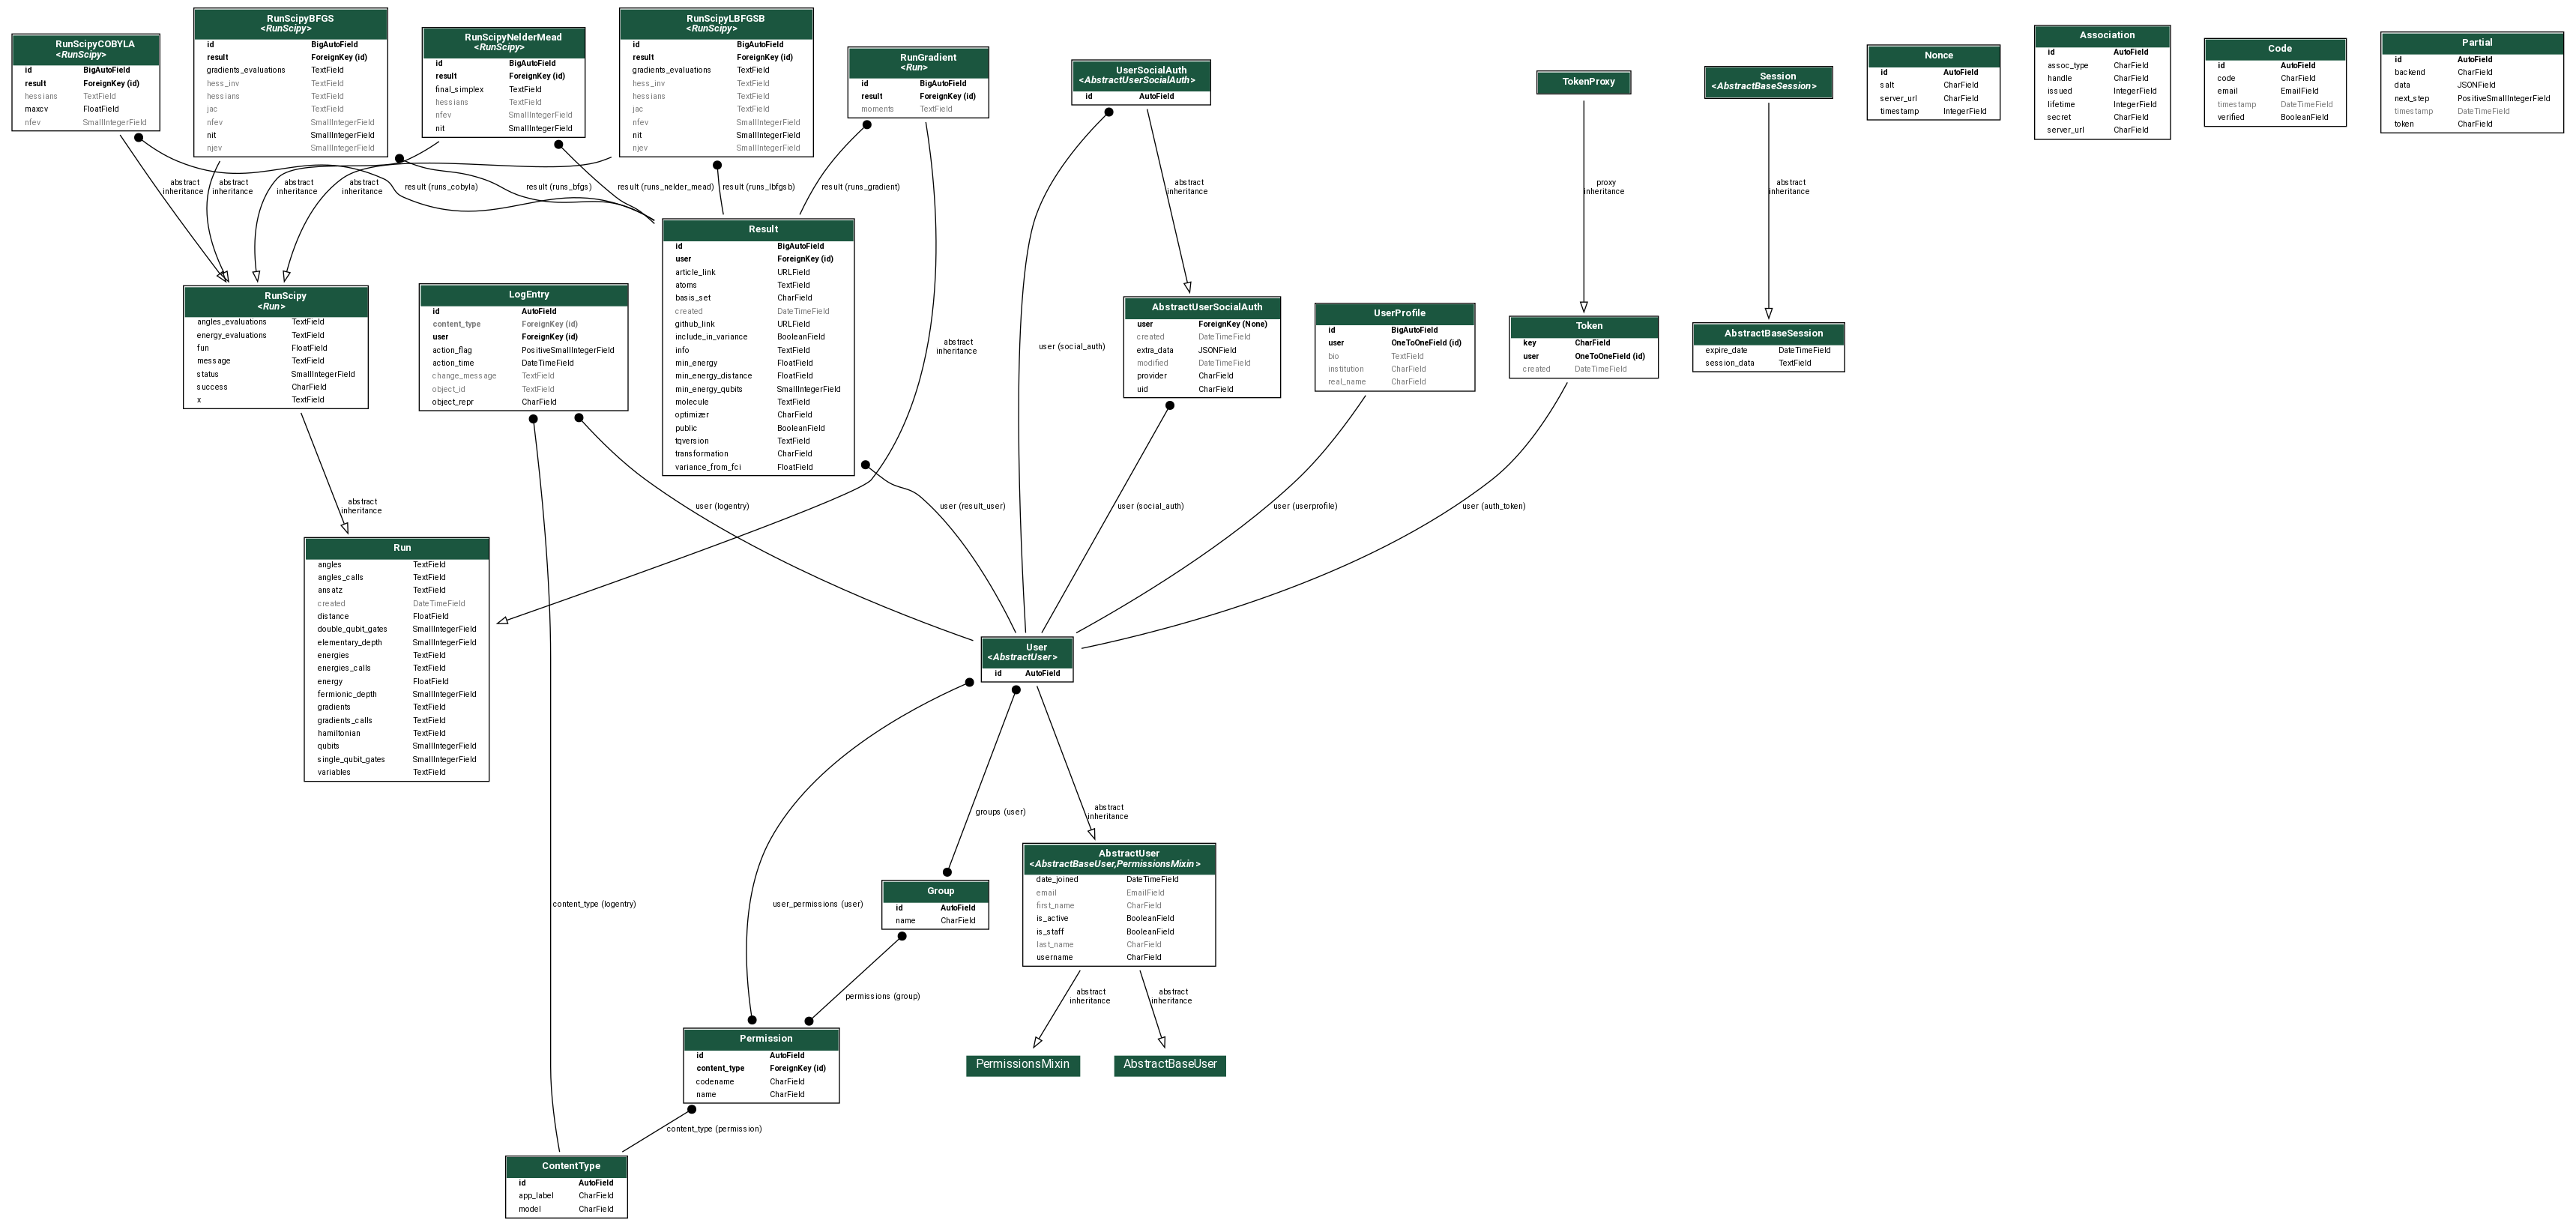 RunScipyCOBYLA
<RunScipy>
id BigAutoField
result ForeignKey (id)
hessians TextField
maxcv FloatField
nfev SmallIntegerField
RunScipyBFGS
<RunScipy>
id BigAutoField
result ForeignKey (id)
gradients_evaluations TextField
hess_inv TextField
hessians TextField
jac TextField
nfev SmallIntegerField
nit SmallIntegerField
njev SmallIntegerField
RunScipyNelderMead
<RunScipy>
id BigAutoField
result ForeignKey (id)
final_simplex TextField
hessians TextField
nfev SmallIntegerField
nit SmallIntegerField
RunScipyLBFGSB
<RunScipy>
id BigAutoField
result ForeignKey (id)
gradients_evaluations TextField
hess_inv TextField
hessians TextField
jac TextField
nfev SmallIntegerField
nit SmallIntegerField
njev SmallIntegerField
RunGradient
<Run>
id BigAutoField
result ForeignKey (id)
moments TextField
UserSocialAuth
<AbstractUserSocialAuth>
id AutoField
TokenProxy
Session
<AbstractBaseSession>
Nonce
id AutoField
salt CharField
server_url CharField
timestamp IntegerField
Association
id AutoField
assoc_type CharField
handle CharField
issued IntegerField
lifetime IntegerField
secret CharField
server_url CharField
Code
id AutoField
code CharField
email EmailField
timestamp DateTimeField
verified BooleanField
Partial
id AutoField
backend CharField
data JSONField
next_step PositiveSmallIntegerField
timestamp DateTimeField
token CharField
abstract
inheritance
abstract
inheritance
abstract
inheritance
abstract
inheritance
result (runs_cobyla)
result (runs_bfgs)
result (runs_nelder_mead)
result (runs_lbfgsb)
result (runs_gradient)
abstract
inheritance
proxy
inheritance
abstract
inheritance
RunScipy
<Run>
angles_evaluations TextField
energy_evaluations TextField
fun FloatField
message TextField
status SmallIntegerField
success CharField
x TextField
LogEntry
id AutoField
content_type ForeignKey (id)
user ForeignKey (id)
action_flag PositiveSmallIntegerField
action_time DateTimeField
change_message TextField
object_id TextField
object_repr CharField
Result
id BigAutoField
user ForeignKey (id)
article_link URLField
atoms TextField
basis_set CharField
created DateTimeField
github_link URLField
include_in_variance BooleanField
info TextField
min_energy FloatField
min_energy_distance FloatField
min_energy_qubits SmallIntegerField
molecule TextField
optimizer CharField
public BooleanField
tqversion TextField
transformation CharField
variance_from_fci FloatField
abstract
inheritance
user (social_auth)
AbstractUserSocialAuth
user ForeignKey (None)
created DateTimeField
extra_data JSONField
modified DateTimeField
provider CharField
uid CharField
UserProfile
id BigAutoField
user OneToOneField (id)
bio TextField
institution CharField
real_name CharField
Token
key CharField
user OneToOneField (id)
created DateTimeField
AbstractBaseSession
expire_date DateTimeField
session_data TextField
abstract
inheritance
user (logentry)
user (result_user)
user (social_auth)
user (userprofile)
user (auth_token)
Run
angles TextField
angles_calls TextField
ansatz TextField
created DateTimeField
distance FloatField
double_qubit_gates SmallIntegerField
elementary_depth SmallIntegerField
energies TextField
energies_calls TextField
energy FloatField
fermionic_depth SmallIntegerField
gradients TextField
gradients_calls TextField
hamiltonian TextField
qubits SmallIntegerField
single_qubit_gates SmallIntegerField
variables TextField
User
<AbstractUser>
id AutoField
groups (user)
abstract
inheritance
content_type (logentry)
user_permissions (user)
Group
id AutoField
name CharField
AbstractUser
<AbstractBaseUser,PermissionsMixin>
date_joined DateTimeField
email EmailField
first_name CharField
is_active BooleanField
is_staff BooleanField
last_name CharField
username CharField
permissions (group)
abstract
inheritance
abstract
inheritance
Permission
id AutoField
content_type ForeignKey (id)
codename CharField
name CharField
PermissionsMixin
AbstractBaseUser
content_type (permission)
ContentType
id AutoField
app_label CharField
model CharField